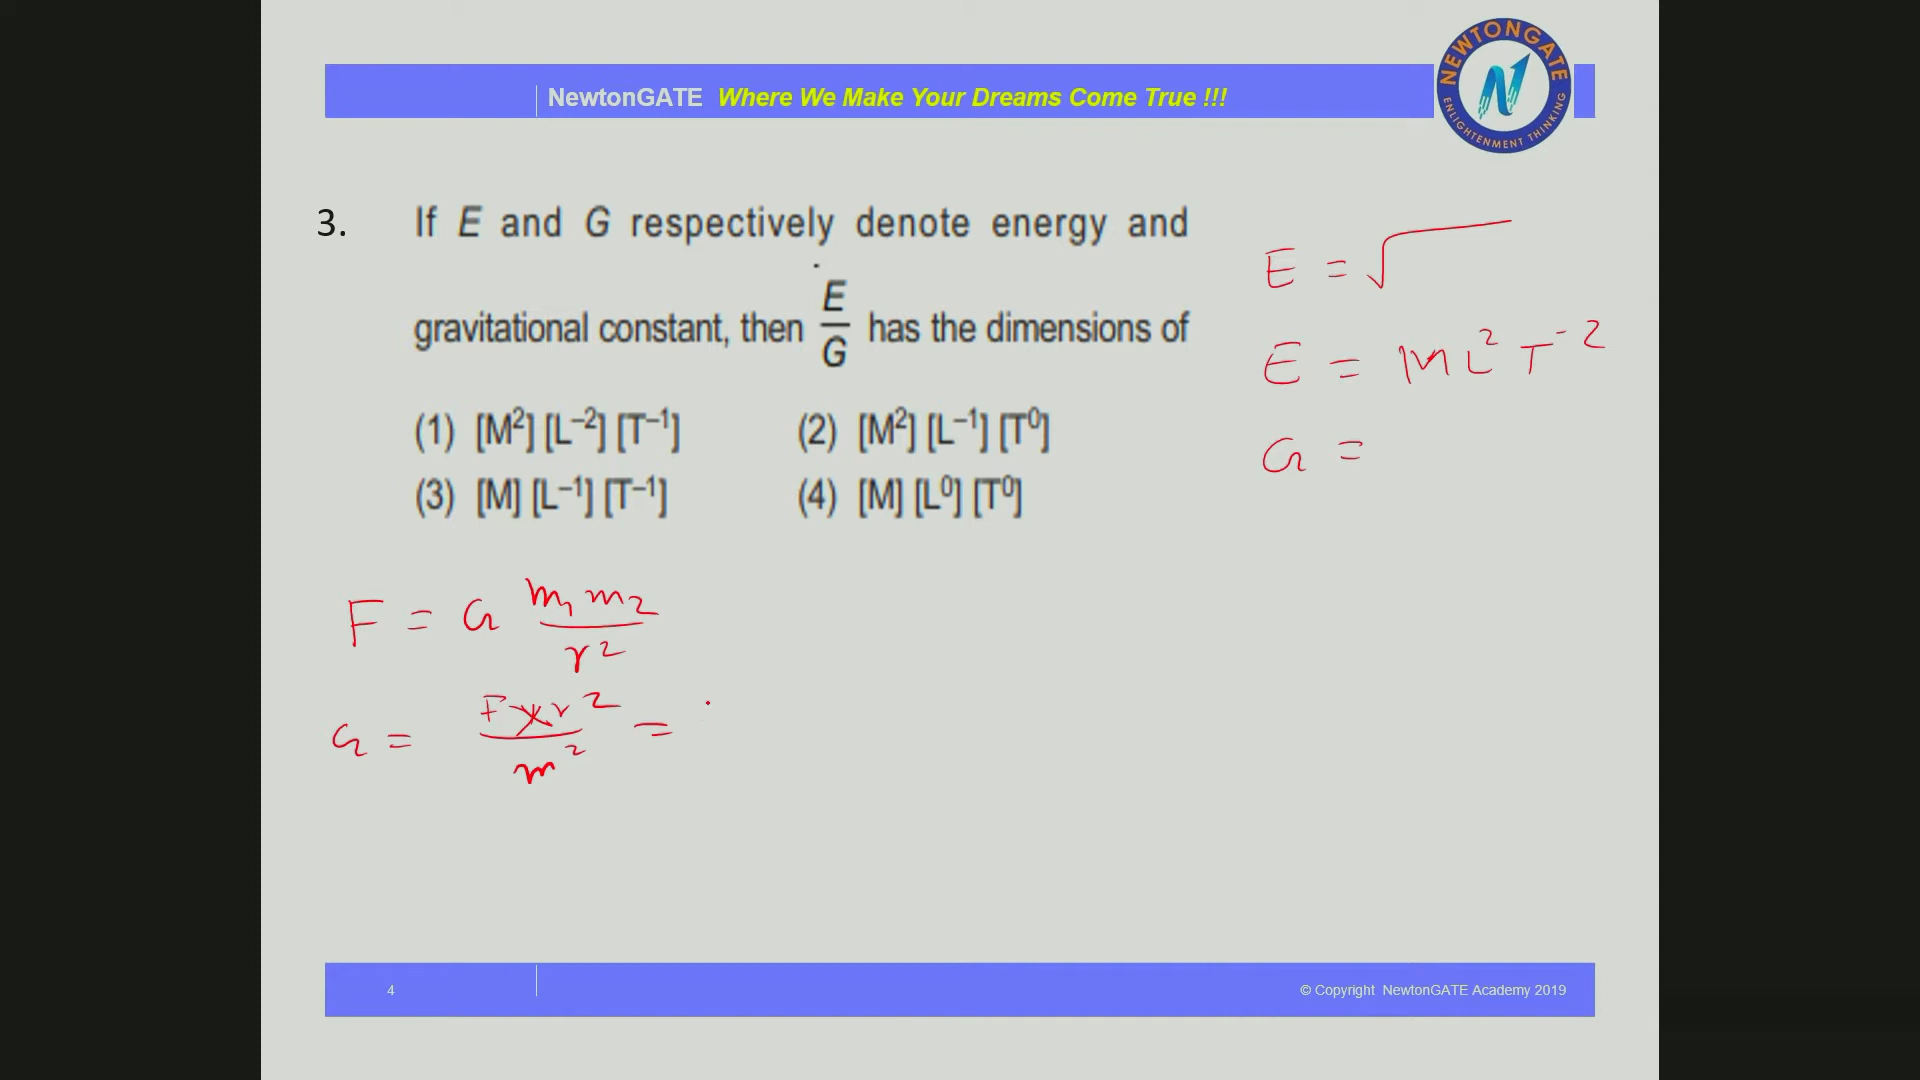 NewtonGATE Where We Make Your Dreams Come True !!!
NEWTONGATE
ENLIGHTENMENT THINKING
3. If E and G respectively denote energy and
gravitational constant, then E/G has the dimensions of
(1) [M²] [L⁻²] [T⁻¹] (2) [M²] [L⁻¹] [T⁰]
(3) [M] [L⁻¹] [T⁻¹] (4) [M] [L⁰] [T⁰]
E = √
E = ML²T⁻²
G =
F = G m₁m₂/r²
G = F×r²/m² =
4
© Copyright NewtonGATE Academy 2019